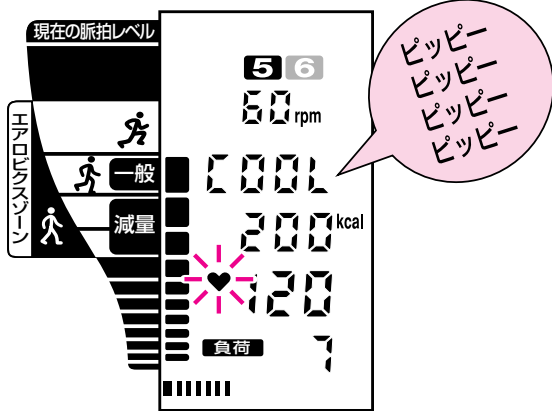 現在の脈拍レベル
5 6
60 rpm
ピッピー
ピッピー
ピッピー
ピッピー
エアロビクスゾーン
一般
COOL
減量
200 kcal
120
負荷 7